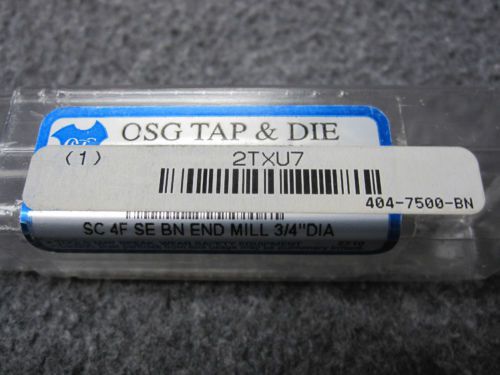 OSG TAP & DIE
(1) 2TXU7
404-7500-BN
SC 4F SE BN END MILL 3/4"DIA